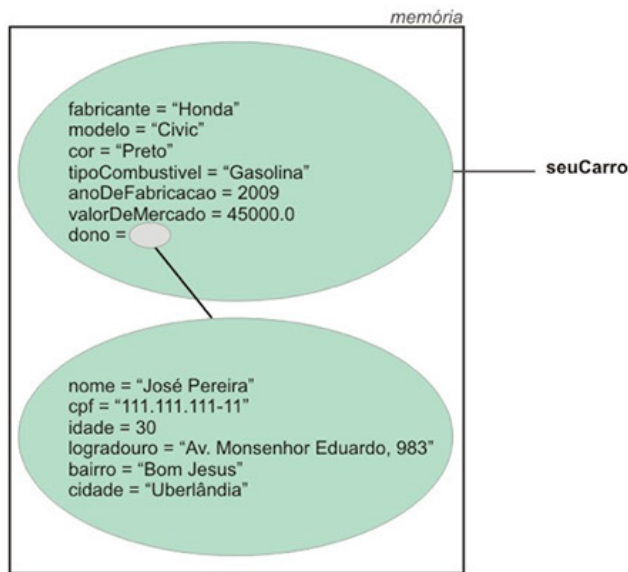 memória
fabricante = “Honda”
modelo = “Civic”
cor = “Preto”
tipoCombustivel = “Gasolina”
anoDeFabricacao = 2009
valorDeMercado = 45000.0
dono =
seuCarro
nome = “José Pereira”
cpf = “111.111.111-11”
idade = 30
logradouro = “Av. Monsenhor Eduardo, 983”
bairro = “Bom Jesus”
cidade = “Uberlândia”